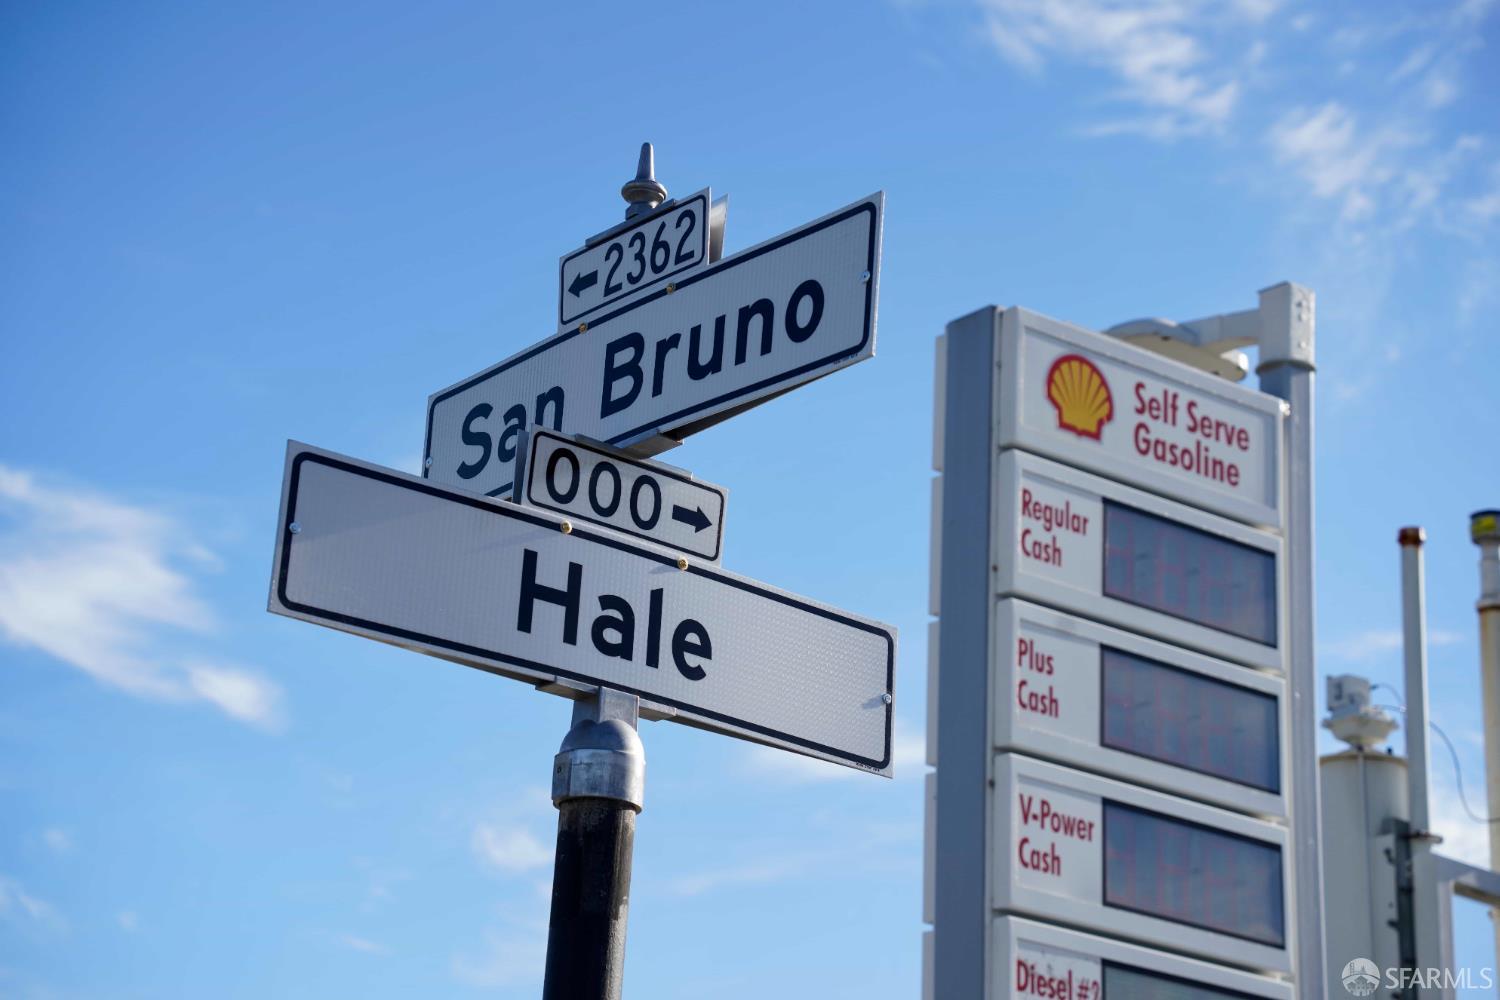 ←2362
San Bruno
000→
Hale
Self Serve
Gasoline
Regular
Cash
Plus
Cash
V-Power
Cash
Diesel #2
SFARMLS